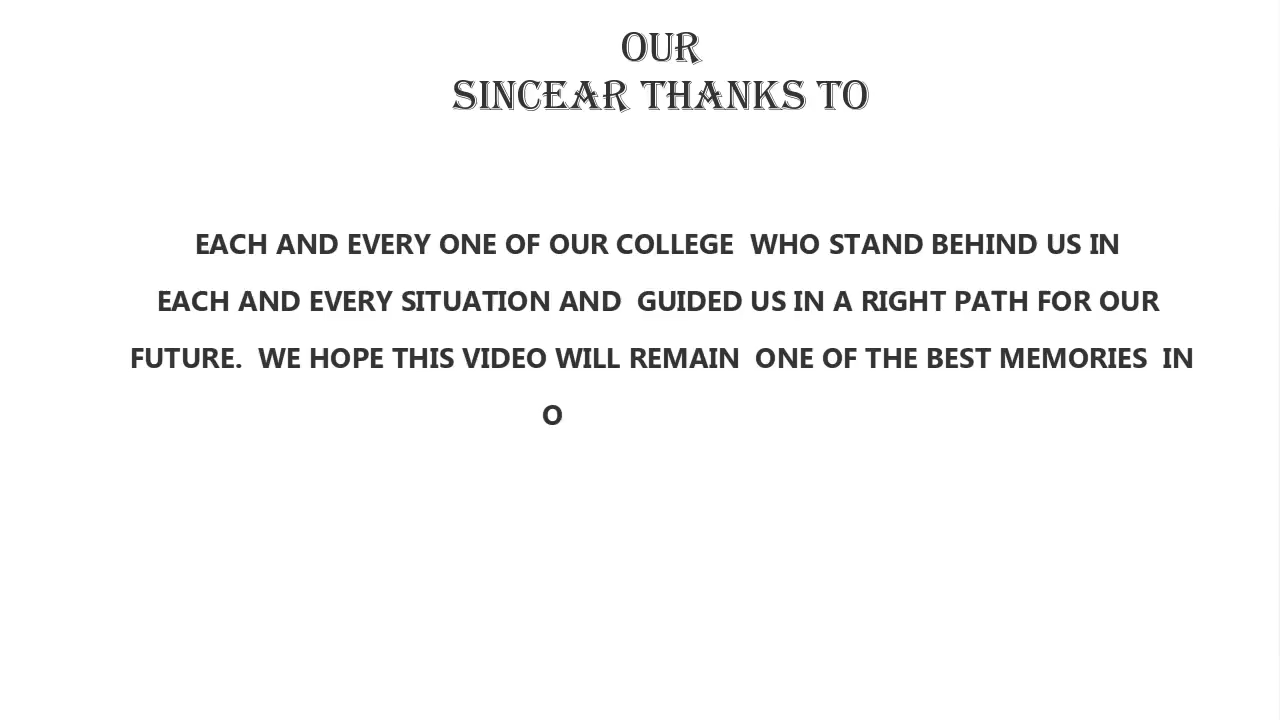 OUR
SINCEAR THANKS TO
EACH AND EVERY ONE OF OUR COLLEGE  WHO STAND BEHIND US IN
EACH AND EVERY SITUATION AND  GUIDED US IN A RIGHT PATH FOR OUR
FUTURE.  WE HOPE THIS VIDEO WILL REMAIN  ONE OF THE BEST MEMORIES  IN
O